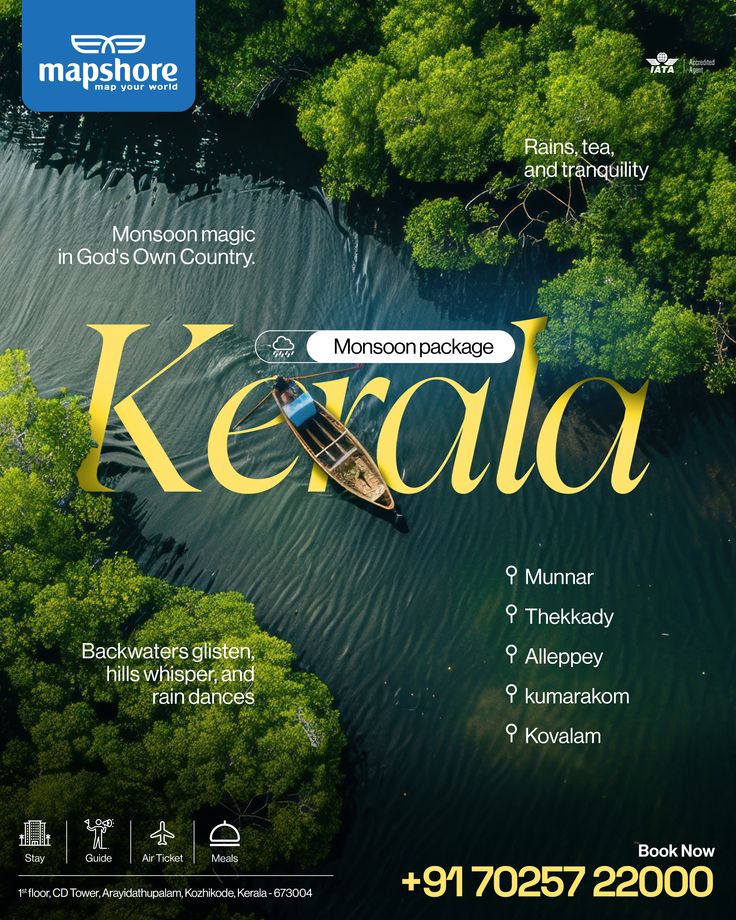 mapshore
map your world
IATA
Accredited
Agent
Rains, tea,
and tranquility
Monsoon magic
in God's Own Country.
Monsoon package
Kerala
Munnar
Thekkady
Alleppey
kumarakom
Kovalam
Backwaters glisten,
hills whisper, and
rain dances
Stay
Guide
Air Ticket
Meals
1st floor, CD Tower, Arayidathupalam, Kozhikode, Kerala - 673004
Book Now
+91 70257 22000